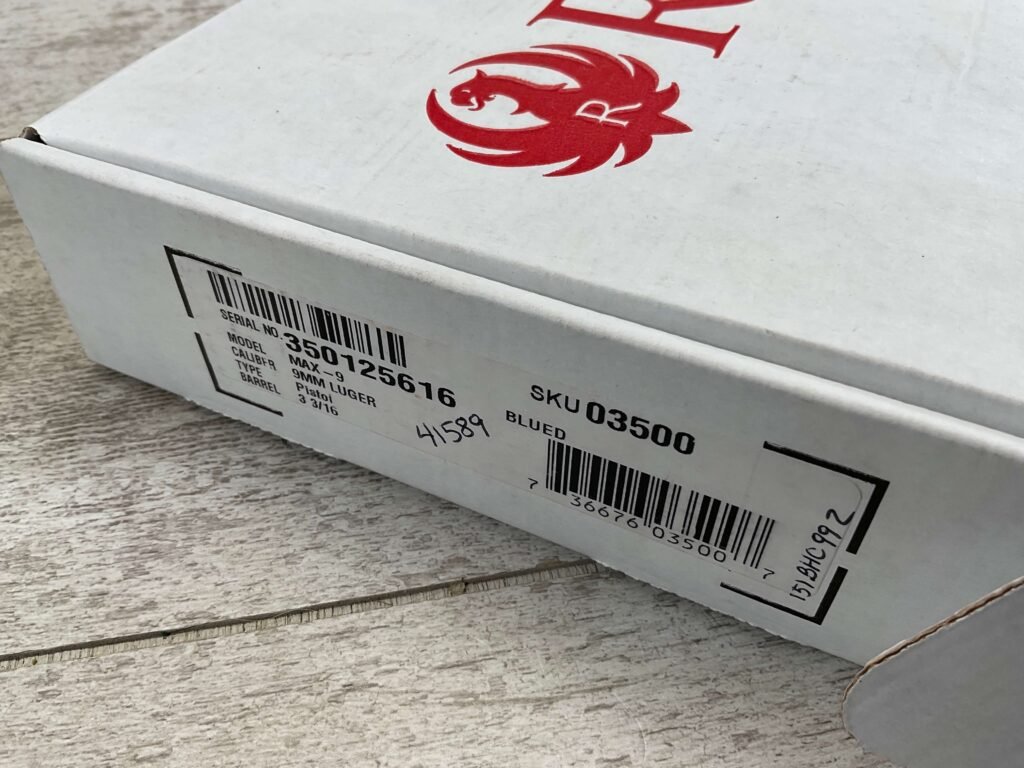 R
R
SERIAL NO. 350125616
MODEL MAX-9
CALIBER 9MM LUGER
TYPE Pistol
BARREL 3 3/16
41589
SKU 03500
BLUED
7 36676 03500 7
151BHC992